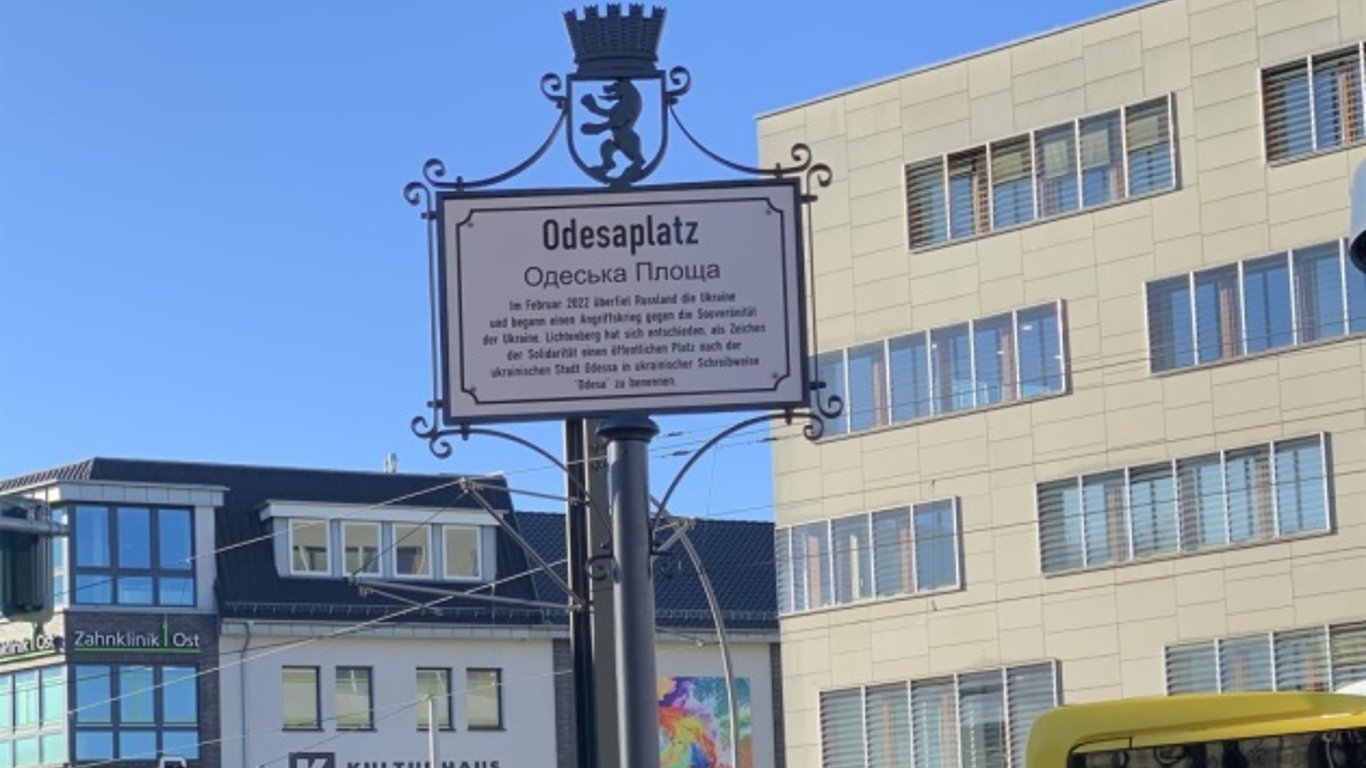 Odesaplatz
Одеська Площа
Im Februar 2022 überfiel Russland die Ukraine
und begann einen Angriffskrieg gegen die Souveränität
der Ukraine. Lichtenberg hat sich entschieden, als Zeichen
der Solidarität einen öffentlichen Platz nach der
ukrainischen Stadt Odessa in ukrainischer Schreibweise
"Odesa" zu benennen.
Ost
Zahnklinik Ost
K KULTURHAUS